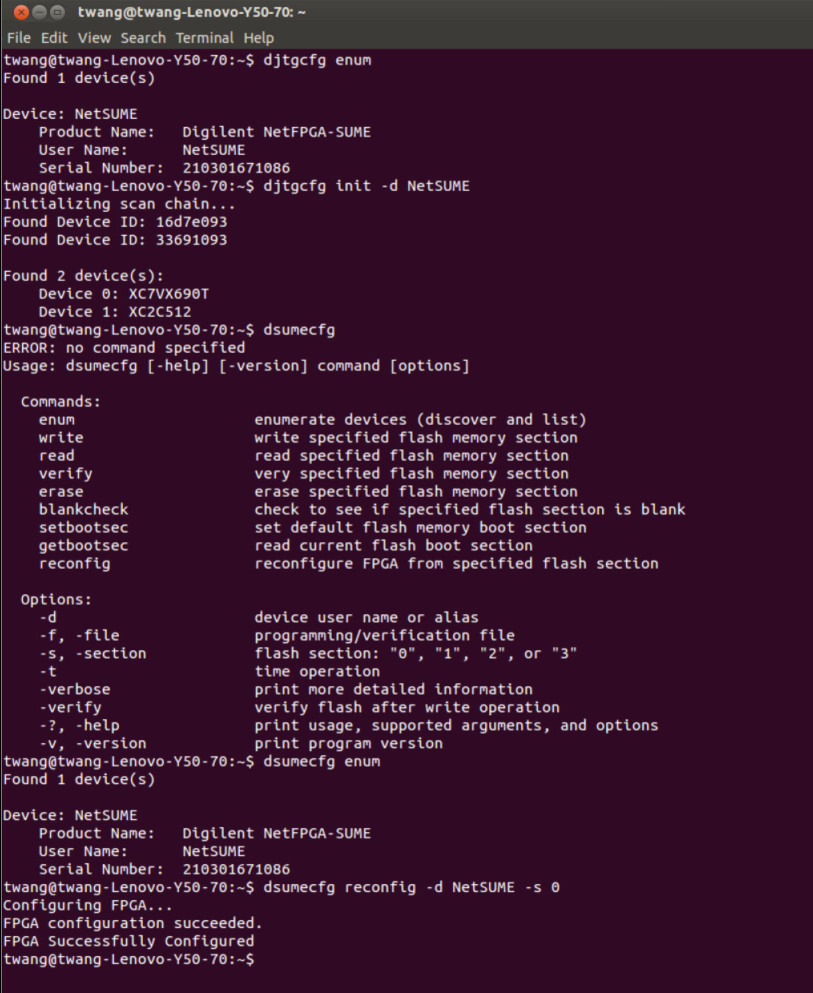 twang@twang-Lenovo-Y50-70: ~
File Edit View Search Terminal Help
twang@twang-Lenovo-Y50-70:~$ djtgcfg enum
Found 1 device(s)

Device: NetSUME
    Product Name:   Digilent NetFPGA-SUME
    User Name:      NetSUME
    Serial Number:  210301671086
twang@twang-Lenovo-Y50-70:~$ djtgcfg init -d NetSUME
Initializing scan chain...
Found Device ID: 16d7e093
Found Device ID: 33691093

Found 2 device(s):
    Device 0: XC7VX690T
    Device 1: XC2C512
twang@twang-Lenovo-Y50-70:~$ dsumecfg
ERROR: no command specified
Usage: dsumecfg [-help] [-version] command [options]

  Commands:
    enum                    enumerate devices (discover and list)
    write                   write specified flash memory section
    read                    read specified flash memory section
    verify                  very specified flash memory section
    erase                   erase specified flash memory section
    blankcheck              check to see if specified flash section is blank
    setbootsec              set default flash memory boot section
    getbootsec              read current flash boot section
    reconfig                reconfigure FPGA from specified flash section

  Options:
    -d                      device user name or alias
    -f, -file               programming/verification file
    -s, -section            flash section: "0", "1", "2", or "3"
    -t                      time operation
    -verbose                print more detailed information
    -verify                 verify flash after write operation
    -?, -help               print usage, supported arguments, and options
    -v, -version            print program version
twang@twang-Lenovo-Y50-70:~$ dsumecfg enum
Found 1 device(s)

Device: NetSUME
    Product Name:   Digilent NetFPGA-SUME
    User Name:      NetSUME
    Serial Number:  210301671086
twang@twang-Lenovo-Y50-70:~$ dsumecfg reconfig -d NetSUME -s 0
Configuring FPGA...
FPGA configuration succeeded.
FPGA Successfully Configured
twang@twang-Lenovo-Y50-70:~$